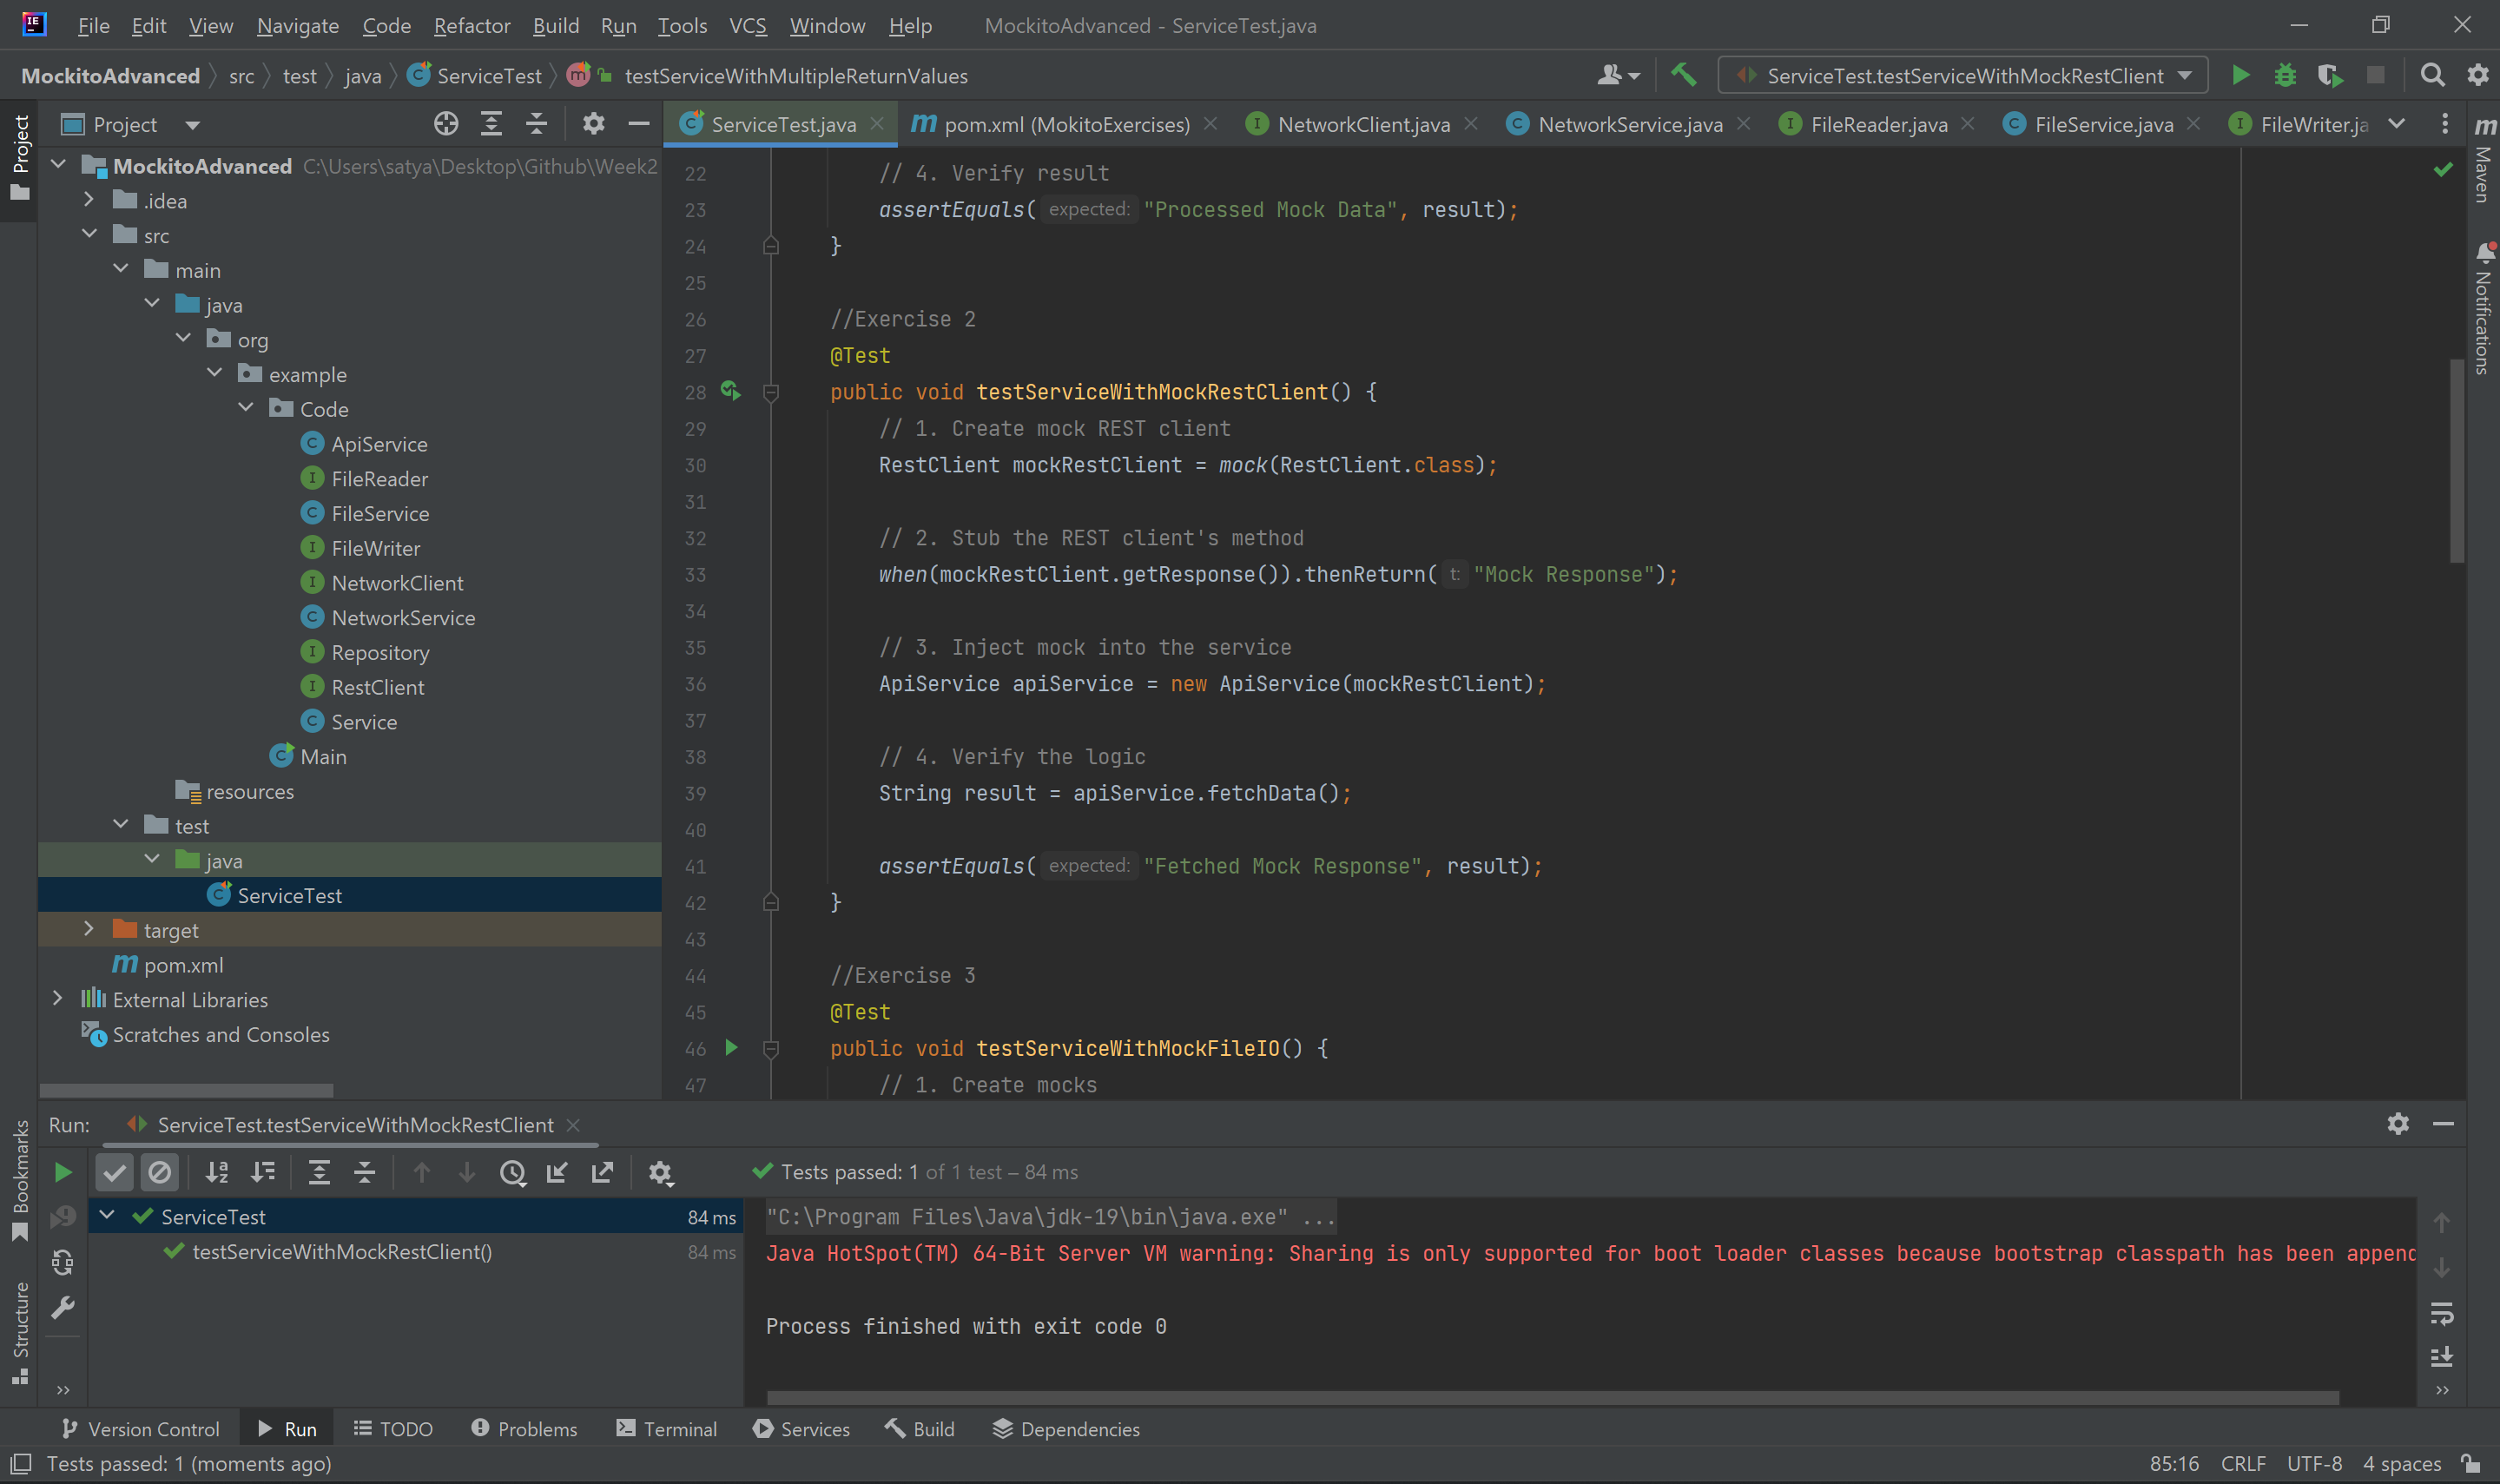 File Edit View Navigate Code Refactor Build Run Tools VCS Window Help MockitoAdvanced - ServiceTest.java
MockitoAdvanced src test java ServiceTest testServiceWithMultipleReturnValues ServiceTest.testServiceWithMockRestClient
Project
Project
ServiceTest.java pom.xml (MokitoExercises) NetworkClient.java NetworkService.java FileReader.java FileService.java FileWriter.ja
Maven
Notifications
MockitoAdvanced C:\Users\satya\Desktop\Github\Week2
.idea
src
main
java
org
example
Code
ApiService
FileReader
FileService
FileWriter
NetworkClient
NetworkService
Repository
RestClient
Service
Main
resources
test
java
ServiceTest
target
pom.xml
External Libraries
Scratches and Consoles
22 // 4. Verify result
23 assertEquals( expected: "Processed Mock Data", result);
24 }
25
26 //Exercise 2
27 @Test
28 public void testServiceWithMockRestClient() {
29 // 1. Create mock REST client
30 RestClient mockRestClient = mock(RestClient.class);
31
32 // 2. Stub the REST client's method
33 when(mockRestClient.getResponse()).thenReturn( t: "Mock Response");
34
35 // 3. Inject mock into the service
36 ApiService apiService = new ApiService(mockRestClient);
37
38 // 4. Verify the logic
39 String result = apiService.fetchData();
40
41 assertEquals( expected: "Fetched Mock Response", result);
42 }
43
44 //Exercise 3
45 @Test
46 public void testServiceWithMockFileIO() {
47 // 1. Create mocks
Bookmarks
Structure
Run: ServiceTest.testServiceWithMockRestClient
Tests passed: 1 of 1 test – 84 ms
ServiceTest 84 ms
testServiceWithMockRestClient() 84 ms
"C:\Program Files\Java\jdk-19\bin\java.exe" ...
Java HotSpot(TM) 64-Bit Server VM warning: Sharing is only supported for boot loader classes because bootstrap classpath has been append
Process finished with exit code 0
Version Control Run TODO Problems Terminal Services Build Dependencies
Tests passed: 1 (moments ago) 85:16 CRLF UTF-8 4 spaces